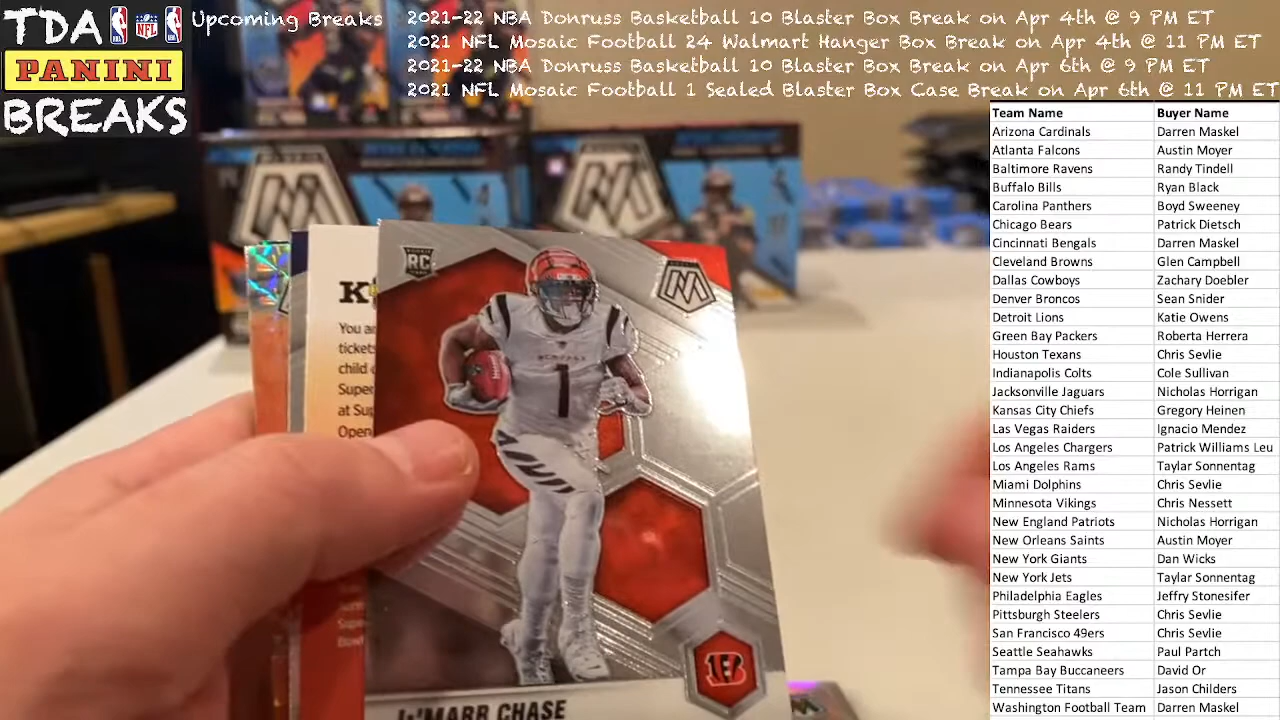 TDA
PANINI
BREAKS
Upcoming Breaks
2021-22 NBA Donruss Basketball 10 Blaster Box Break on Apr 4th @ 9 PM ET
2021 NFL Mosaic Football 24 Walmart Hanger Box Break on Apr 4th @ 11 PM ET
2021-22 NBA Donruss Basketball 10 Blaster Box Break on Apr 6th @ 9 PM ET
2021 NFL Mosaic Football 1 Sealed Blaster Box Case Break on Apr 6th @ 11 PM ET
Team Name Buyer Name
Arizona Cardinals Darren Maskel
Atlanta Falcons Austin Moyer
Baltimore Ravens Randy Tindell
Buffalo Bills Ryan Black
Carolina Panthers Boyd Sweeney
Chicago Bears Patrick Dietsch
Cincinnati Bengals Darren Maskel
Cleveland Browns Glen Campbell
Dallas Cowboys Zachary Doebler
Denver Broncos Sean Snider
Detroit Lions Katie Owens
Green Bay Packers Roberta Herrera
Houston Texans Chris Sevlie
Indianapolis Colts Cole Sullivan
Jacksonville Jaguars Nicholas Horrigan
Kansas City Chiefs Gregory Heinen
Las Vegas Raiders Ignacio Mendez
Los Angeles Chargers Patrick Williams Leu
Los Angeles Rams Taylar Sonnentag
Miami Dolphins Chris Sevlie
Minnesota Vikings Chris Nessett
New England Patriots Nicholas Horrigan
New Orleans Saints Austin Moyer
New York Giants Dan Wicks
New York Jets Taylar Sonnentag
Philadelphia Eagles Jeffry Stonesifer
Pittsburgh Steelers Chris Sevlie
San Francisco 49ers Chris Sevlie
Seattle Seahawks Paul Partch
Tampa Bay Buccaneers David Or
Tennessee Titans Jason Childers
Washington Football Team Darren Maskel
RC
M
1
B
JA'MARR CHASE
K
You
tickets
child
Super
at
Open